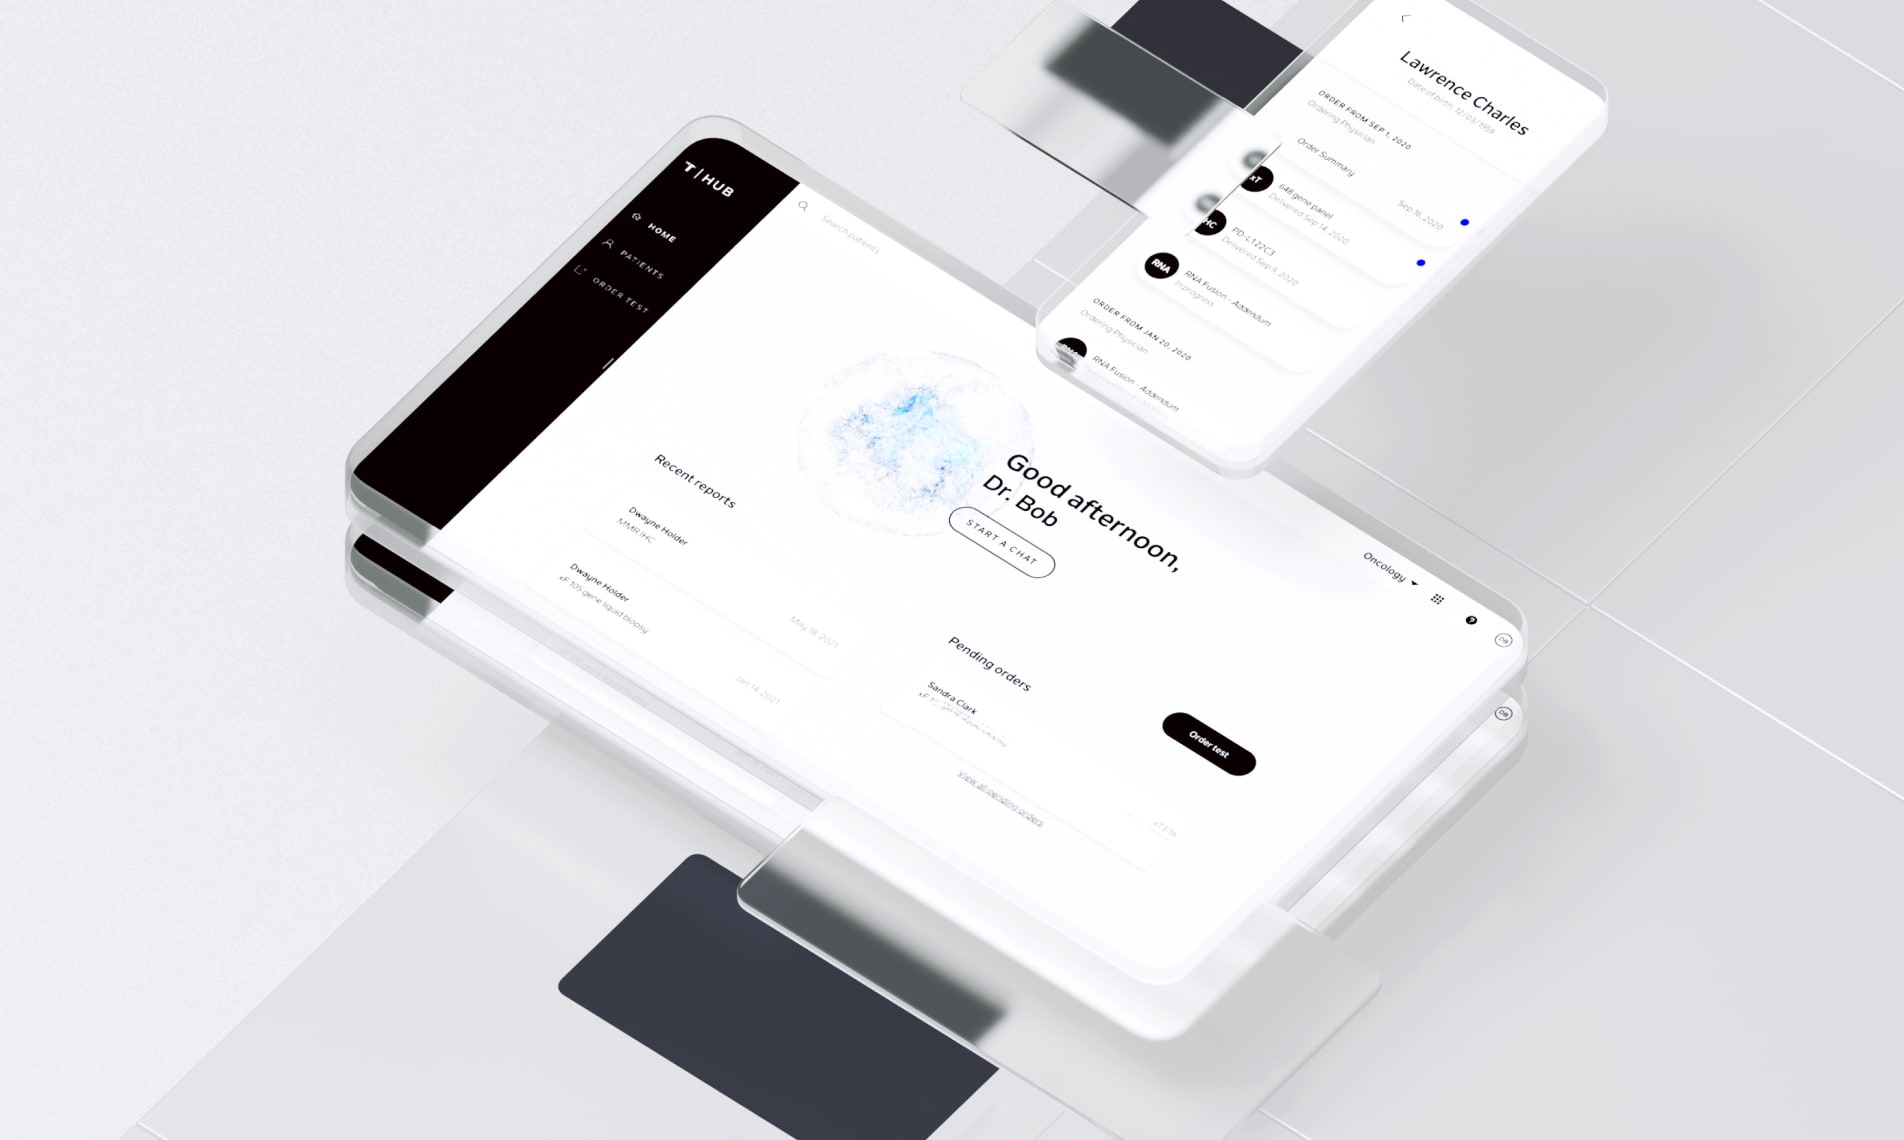 Lawrence Charles
Date of birth: 12/03/1959
ORDER FROM SEP 1, 2020
Ordering Physician
Order Summary
xT
648 gene panel
Delivered Sep 14, 2020
Sep 16, 2020
HC
PD-L1 22C3
Delivered Sep 9, 2020
RNA
RNA Fusion - Addendum
In progress
ORDER FROM JAN 20, 2020
Ordering Physician
RNA Fusion - Addendum
T | HUB
HOME
PATIENTS
ORDER TEST
Search patients
Oncology
DB
Good afternoon,
Dr. Bob
START A CHAT
Recent reports
Dwayne Holder
MMR IHC
May 18, 2021
Dwayne Holder
xF 105 gene liquid biopsy
Jan 14, 2021
Pending orders
Order test
Sandra Clark
xF
View all pending orders
xT ETA
DB